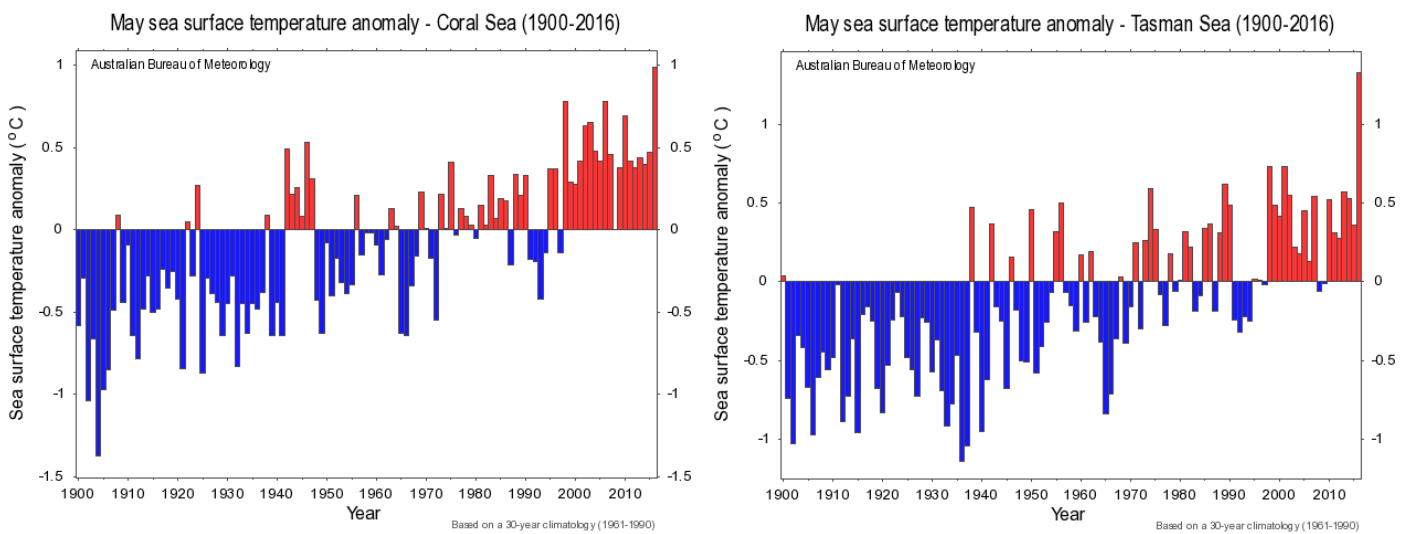 May sea surface temperature anomaly - Coral Sea (1900-2016)
Australian Bureau of Meteorology
Sea surface temperature anomaly (°C)
1
0.5
0
-0.5
-1
-1.5
1
0.5
0
-0.5
-1
-1.5
1900 1910 1920 1930 1940 1950 1960 1970 1980 1990 2000 2010
Year
Based on a 30-year climatology (1961-1990)
May sea surface temperature anomaly - Tasman Sea (1900-2016)
Australian Bureau of Meteorology
Sea surface temperature anomaly (°C)
1
0.5
0
-0.5
-1
1
0.5
0
-0.5
-1
1900 1910 1920 1930 1940 1950 1960 1970 1980 1990 2000 2010
Year
Based on a 30-year climatology (1961-1990)